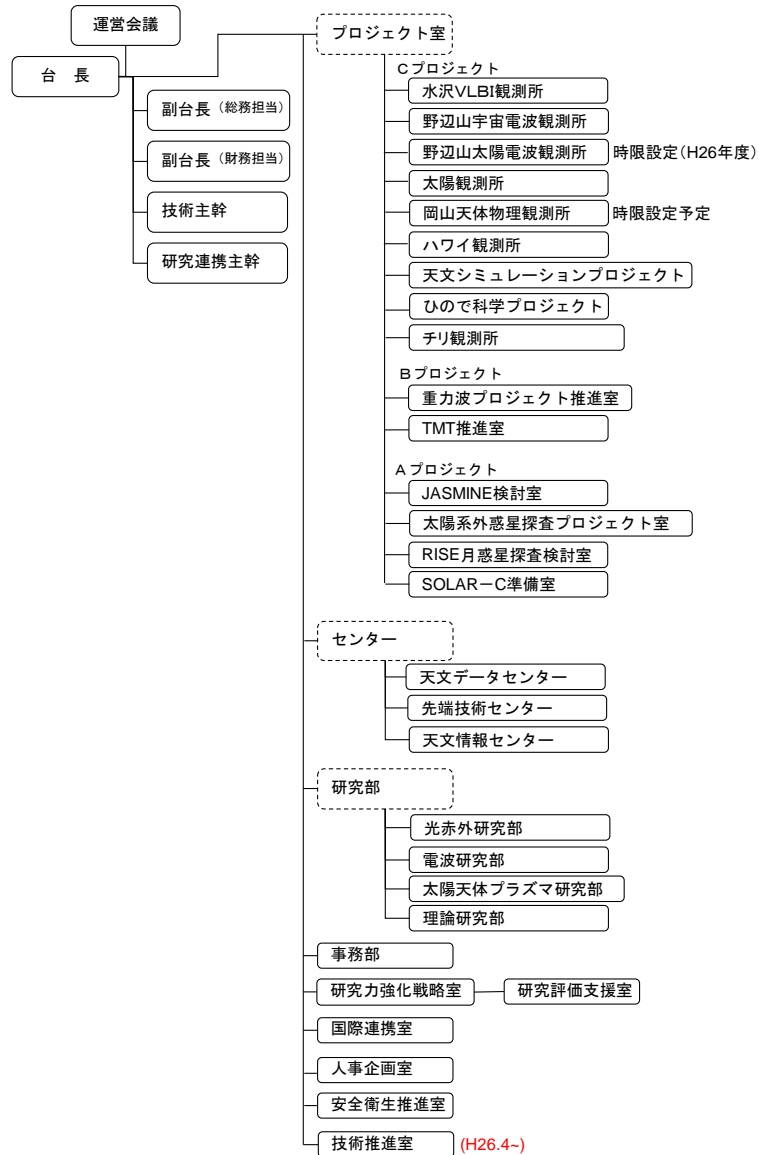 運営会議
台　長
副台長（総務担当）
副台長（財務担当）
技術主幹
研究連携主幹
プロジェクト室
Ｃプロジェクト
水沢VLBI観測所
野辺山宇宙電波観測所
野辺山太陽電波観測所　時限設定（H26年度）
太陽観測所
岡山天体物理観測所　時限設定予定
ハワイ観測所
天文シミュレーションプロジェクト
ひので科学プロジェクト
チリ観測所
Ｂプロジェクト
重力波プロジェクト推進室
TMT推進室
Ａプロジェクト
JASMINE検討室
太陽系外惑星探査プロジェクト室
RISE月惑星探査検討室
SOLAR－C準備室
センター
天文データセンター
先端技術センター
天文情報センター
研究部
光赤外研究部
電波研究部
太陽天体プラズマ研究部
理論研究部
事務部
研究力強化戦略室　研究評価支援室
国際連携室
人事企画室
安全衛生推進室
技術推進室　(H26.4~)